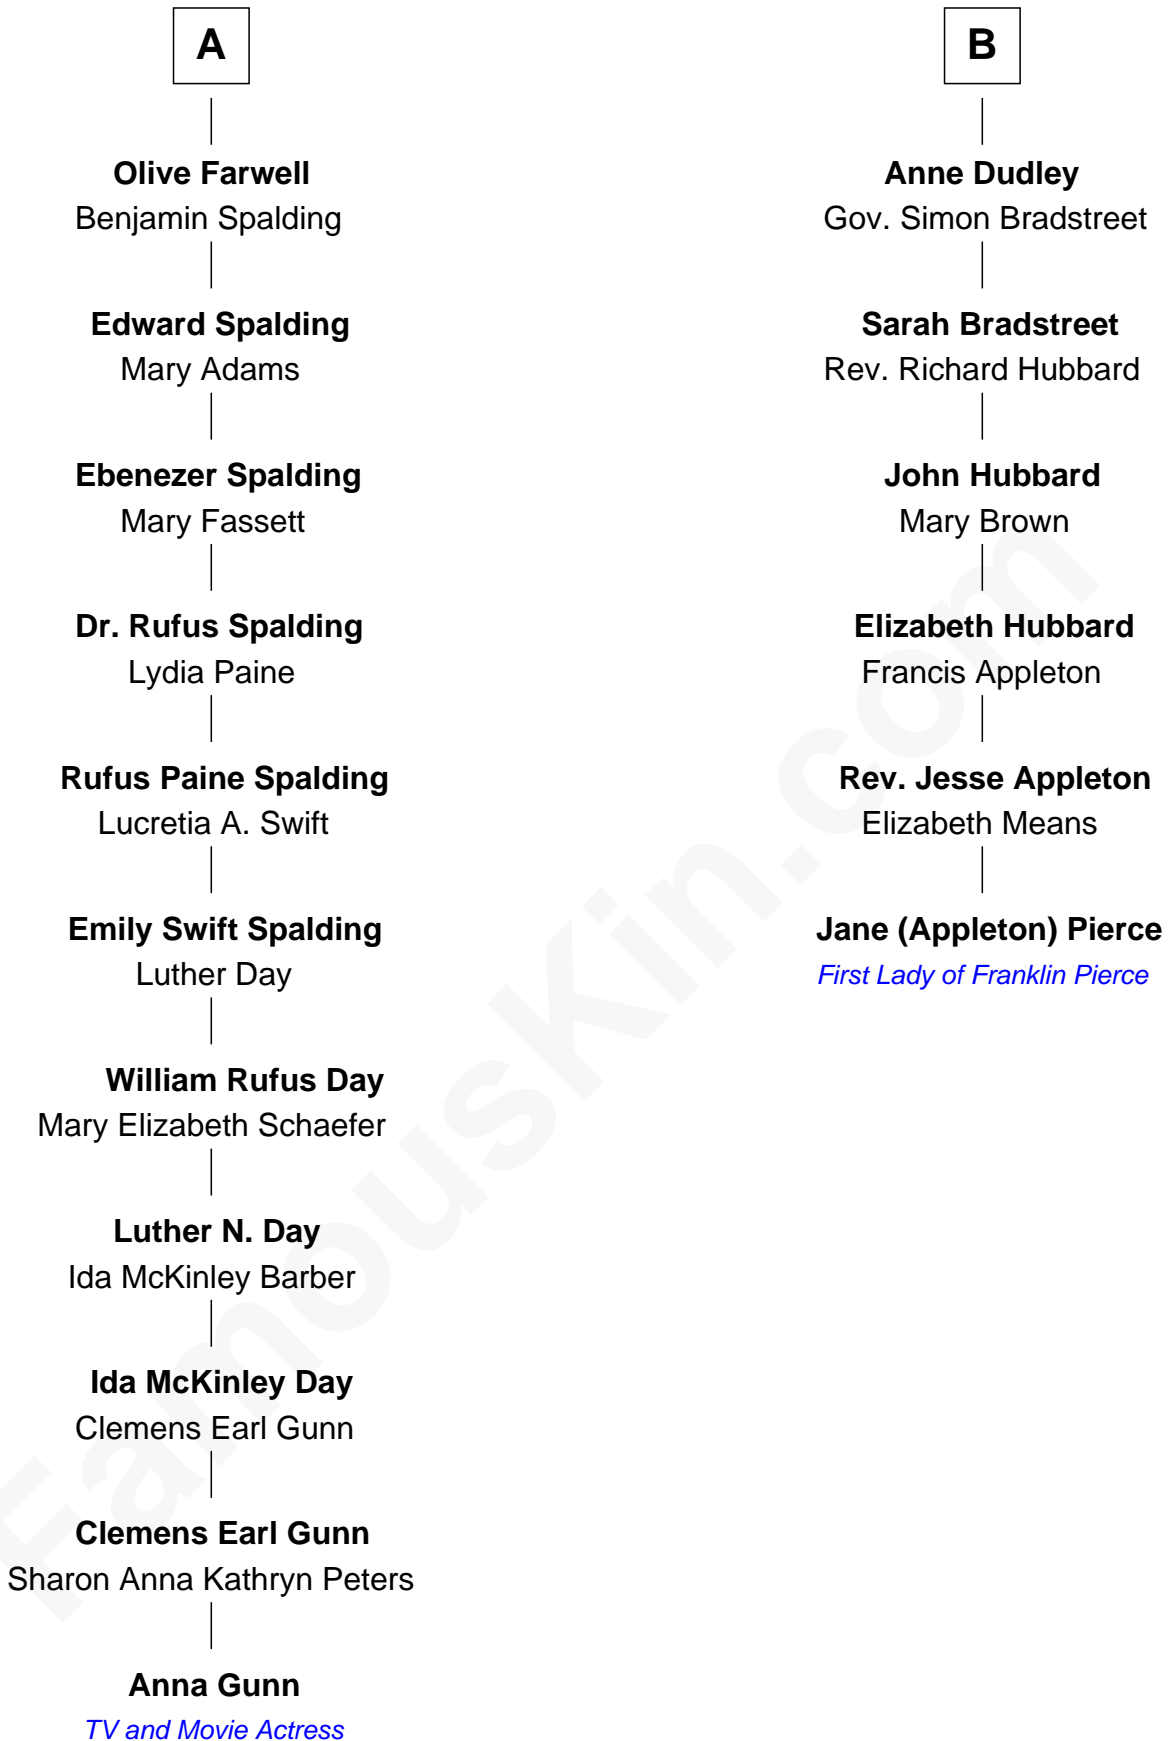 A
Olive Farwell
Benjamin Spalding
Edward Spalding
Mary Adams
Ebenezer Spalding
Mary Fassett
Dr. Rufus Spalding
Lydia Paine
Rufus Paine Spalding
Lucretia A. Swift
Emily Swift Spalding
Luther Day
William Rufus Day
Mary Elizabeth Schaefer
Luther N. Day
Ida McKinley Barber
Ida McKinley Day
Clemens Earl Gunn
Clemens Earl Gunn
Sharon Anna Kathryn Peters
Anna Gunn
TV and Movie Actress
B
Anne Dudley
Gov. Simon Bradstreet
Sarah Bradstreet
Rev. Richard Hubbard
John Hubbard
Mary Brown
Elizabeth Hubbard
Francis Appleton
Rev. Jesse Appleton
Elizabeth Means
Jane (Appleton) Pierce
First Lady of Franklin Pierce
FamousKin.com